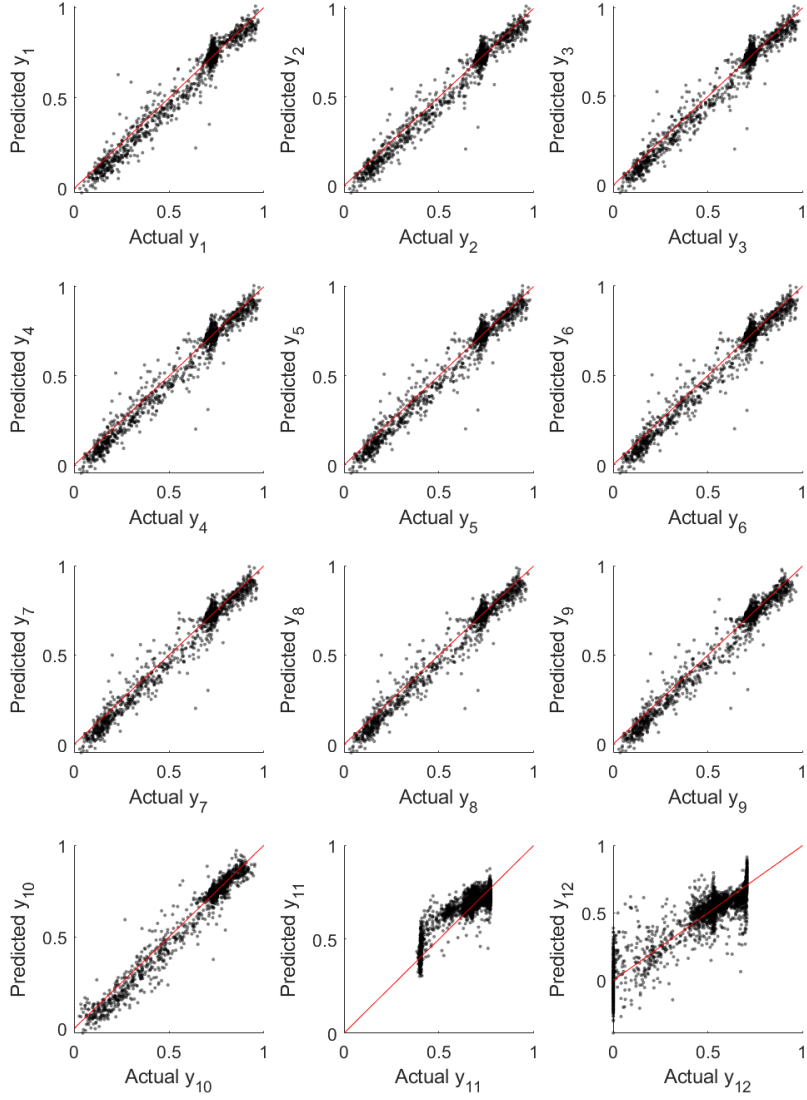 Predicted y1
1
0.5
0
0 0.5 1
Actual y1
Predicted y2
1
0.5
0
0 0.5 1
Actual y2
Predicted y3
1
0.5
0
0 0.5 1
Actual y3
Predicted y4
1
0.5
0
0 0.5 1
Actual y4
Predicted y5
1
0.5
0
0 0.5 1
Actual y5
Predicted y6
1
0.5
0
0 0.5 1
Actual y6
Predicted y7
1
0.5
0
0 0.5 1
Actual y7
Predicted y8
1
0.5
0
0 0.5 1
Actual y8
Predicted y9
1
0.5
0
0 0.5 1
Actual y9
Predicted y10
1
0.5
0
0 0.5 1
Actual y10
Predicted y11
1
0.5
0
0 0.5 1
Actual y11
Predicted y12
1
0.5
0
0 0.5 1
Actual y12